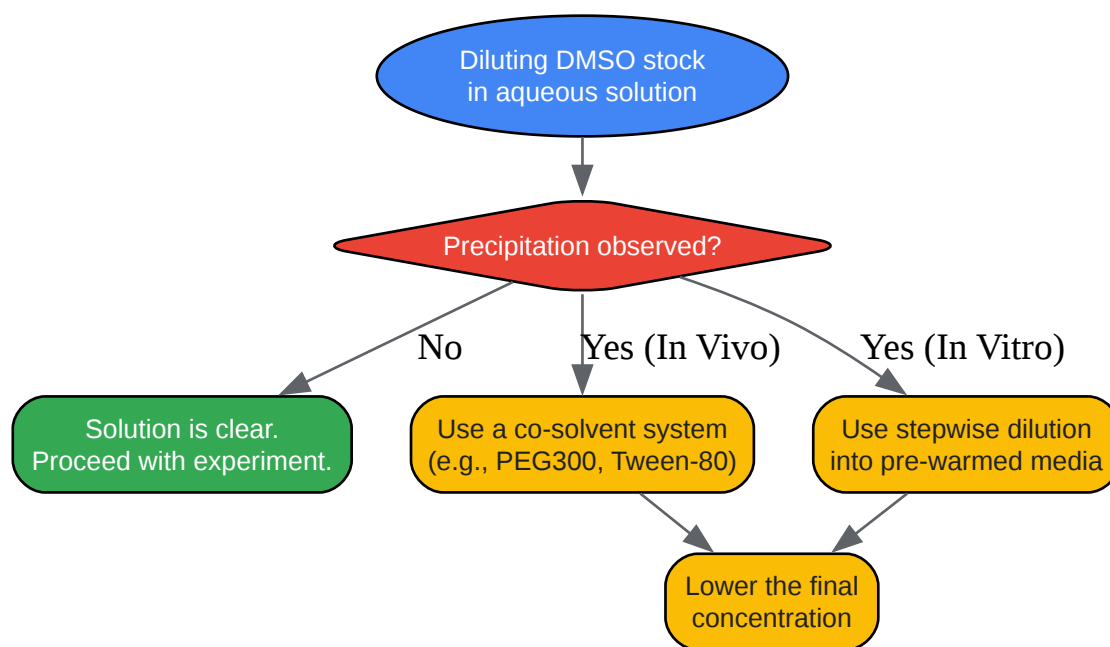 Diluting DMSO stock
in aqueous solution
Precipitation observed?
No
Yes (In Vivo)
Yes (In Vitro)
Solution is clear.
Proceed with experiment.
Use a co-solvent system
(e.g., PEG300, Tween-80)
Use stepwise dilution
into pre-warmed media
Lower the final
concentration